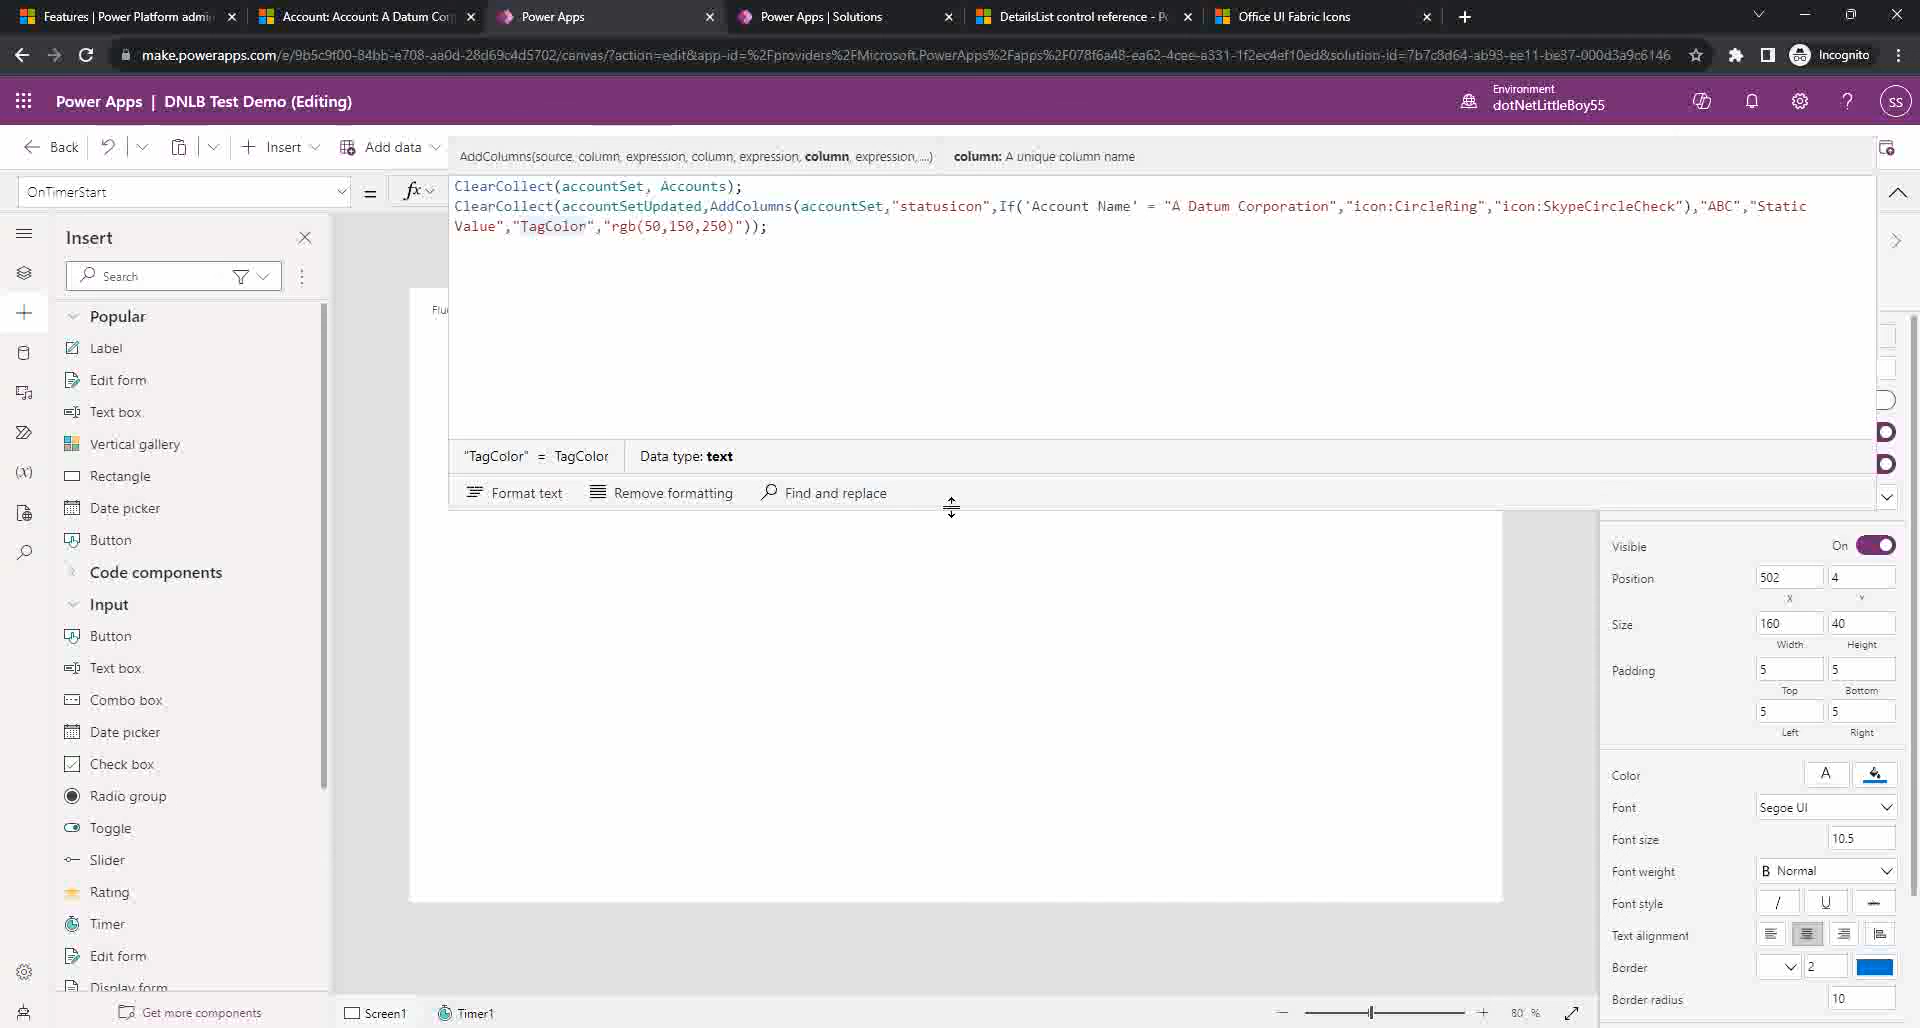 Features | Power Platform admi
Account: Account: A Datum Cor
Power Apps
Power Apps | Solutions
DetailsList control reference - P
Office UI Fabric Icons
make.powerapps.com/e/9b5c9f00-84bb-e708-aa0d-28d69c4d5702/canvas/?action=edit&app-id=%2Fproviders%2FMicrosoft.PowerApps%2Fapps%2F078f6a48-ea62-4cee-a331-1f2ec4ef10ed&solution-id=7b7c8d64-ab93-ee11-be37-000d3a9c6146
Incognito
Power Apps | DNLB Test Demo (Editing)
Environment
dotNetLittleBoy55
SS
Back
Insert
Add data
AddColumns(source, column, expression, column, expression, column, expression, ...) column: A unique column name
OnTimerStart
= fx
ClearCollect(accountSet, Accounts);
ClearCollect(accountSetUpdated,AddColumns(accountSet,"statusicon",If('Account Name' = "A Datum Corporation","icon:CircleRing","icon:SkypeCircleCheck"),"ABC","Static
Value","TagColor","rgb(50,150,250)"));
Insert
Search
Popular
Label
Edit form
Text box
Vertical gallery
Rectangle
Date picker
Button
Code components
Input
Button
Text box
Combo box
Date picker
Check box
Radio group
Toggle
Slider
Rating
Timer
Edit form
Display form
Get more components
Flu
"TagColor" = TagColor
Data type: text
Format text
Remove formatting
Find and replace
Visible
On
Position
502
4
X
Y
Size
160
40
Width
Height
Padding
5
5
Top
Bottom
5
5
Left
Right
Color
A
Font
Segoe UI
Font size
10.5
Font weight
B Normal
Font style
/
U
Text alignment
Border
2
Border radius
10
Screen1
Timer1
80 %